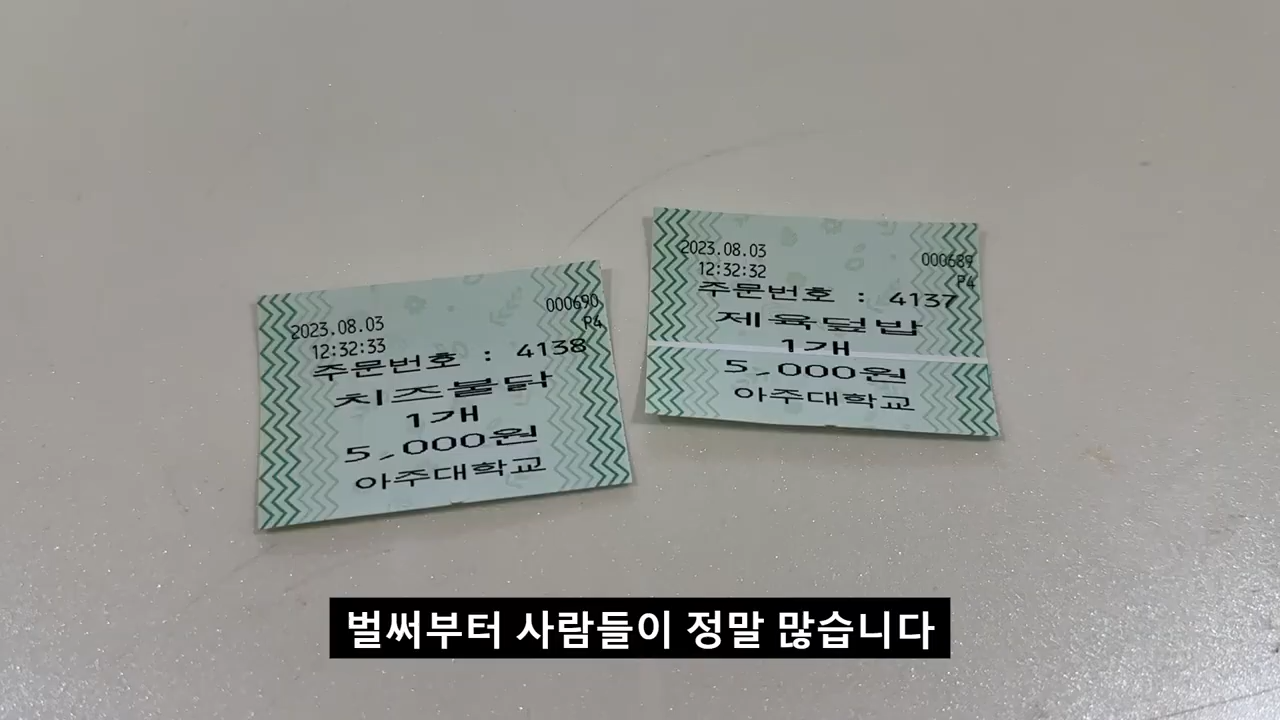 2023.08.03
000690
12:32:33
P4
주문번호 : 4138
치즈불닭
1개
5,000원
아주대학교
2023.08.03
000689
12:32:32
P4
주문번호 : 4137
제육덮밥
1개
5,000원
아주대학교
벌써부터 사람들이 정말 많습니다